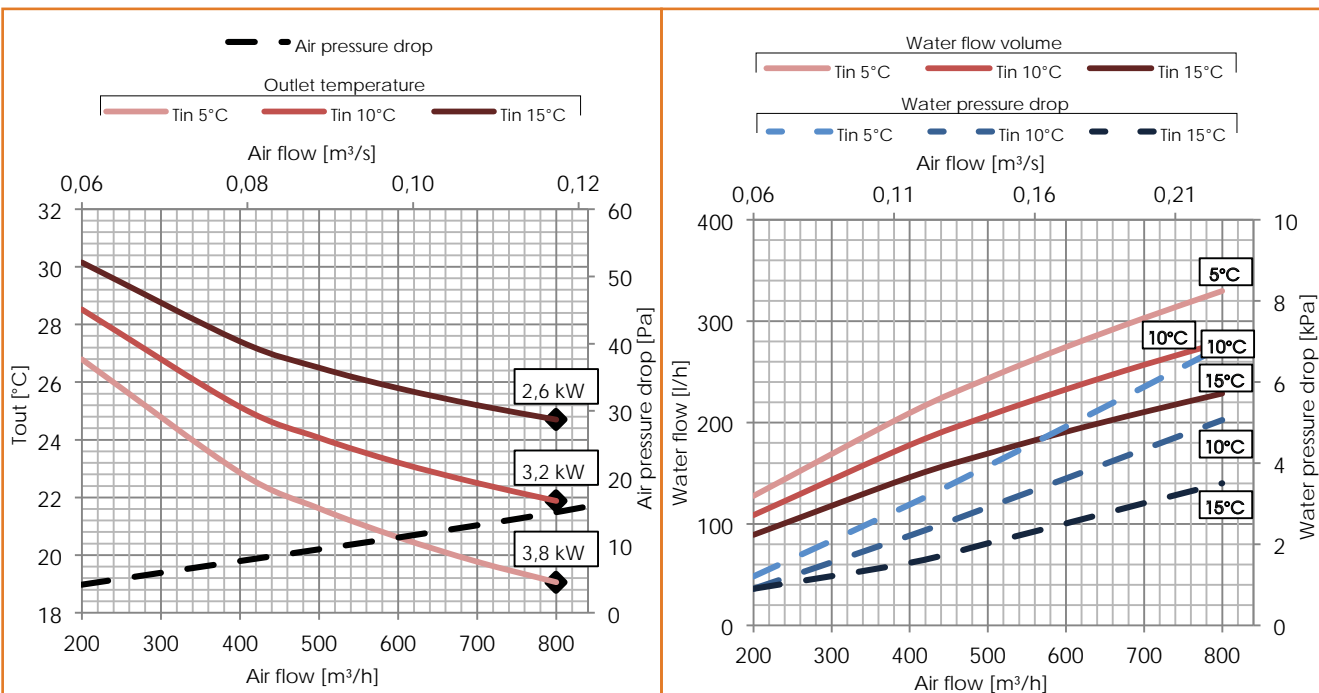 Air pressure drop
Outlet temperature
Tin 5°C Tin 10°C Tin 15°C
Air flow [m³/s]
0,06 0,08 0,10 0,12
32 60
30 50
28 40
26 30
24 20
22 10
20 0
18
Tout [°C]
Air pressure drop [Pa]
2,6 kW
3,2 kW
3,8 kW
200 300 400 500 600 700 800
Air flow [m³/h]
Water flow volume
Tin 5°C Tin 10°C Tin 15°C
Water pressure drop
Tin 5°C Tin 10°C Tin 15°C
Air flow [m³/s]
0,06 0,11 0,16 0,21
400 10
300 8
200 6
100 4
0 2
0
Water flow [l/h]
Water pressure drop [kPa]
5°C
10°C 10°C
15°C
10°C
15°C
200 300 400 500 600 700 800
Air flow [m³/h]